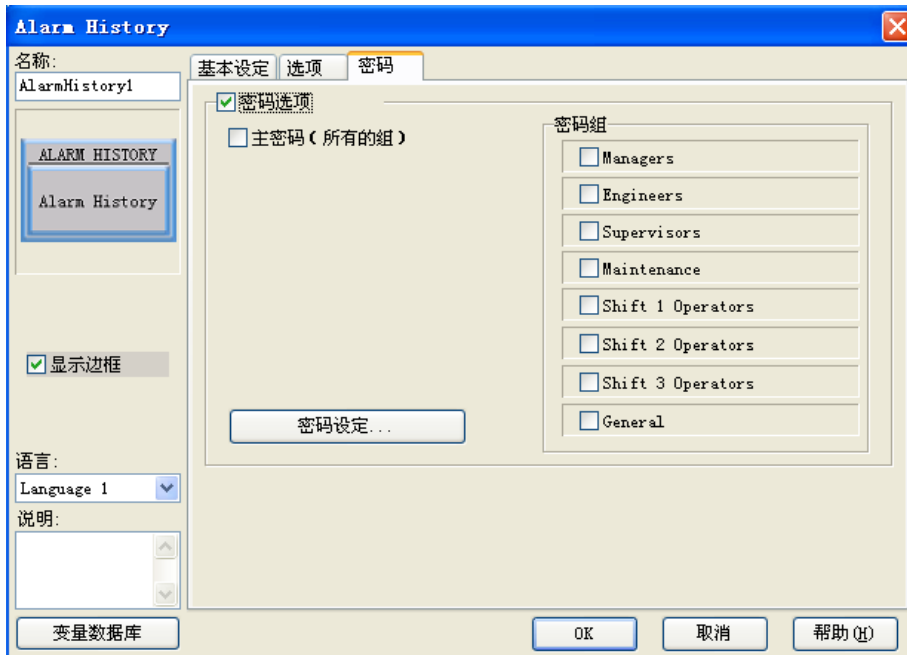 Alarm History
名称:
AlarmHistory1
ALARM HISTORY
Alarm History
显示边框
语言:
Language 1
说明:
变量数据库
基本设定 选项 密码
密码选项
主密码(所有的组)
密码设定...
密码组
Managers
Engineers
Supervisors
Maintenance
Shift 1 Operators
Shift 2 Operators
Shift 3 Operators
General
OK 取消 帮助(H)